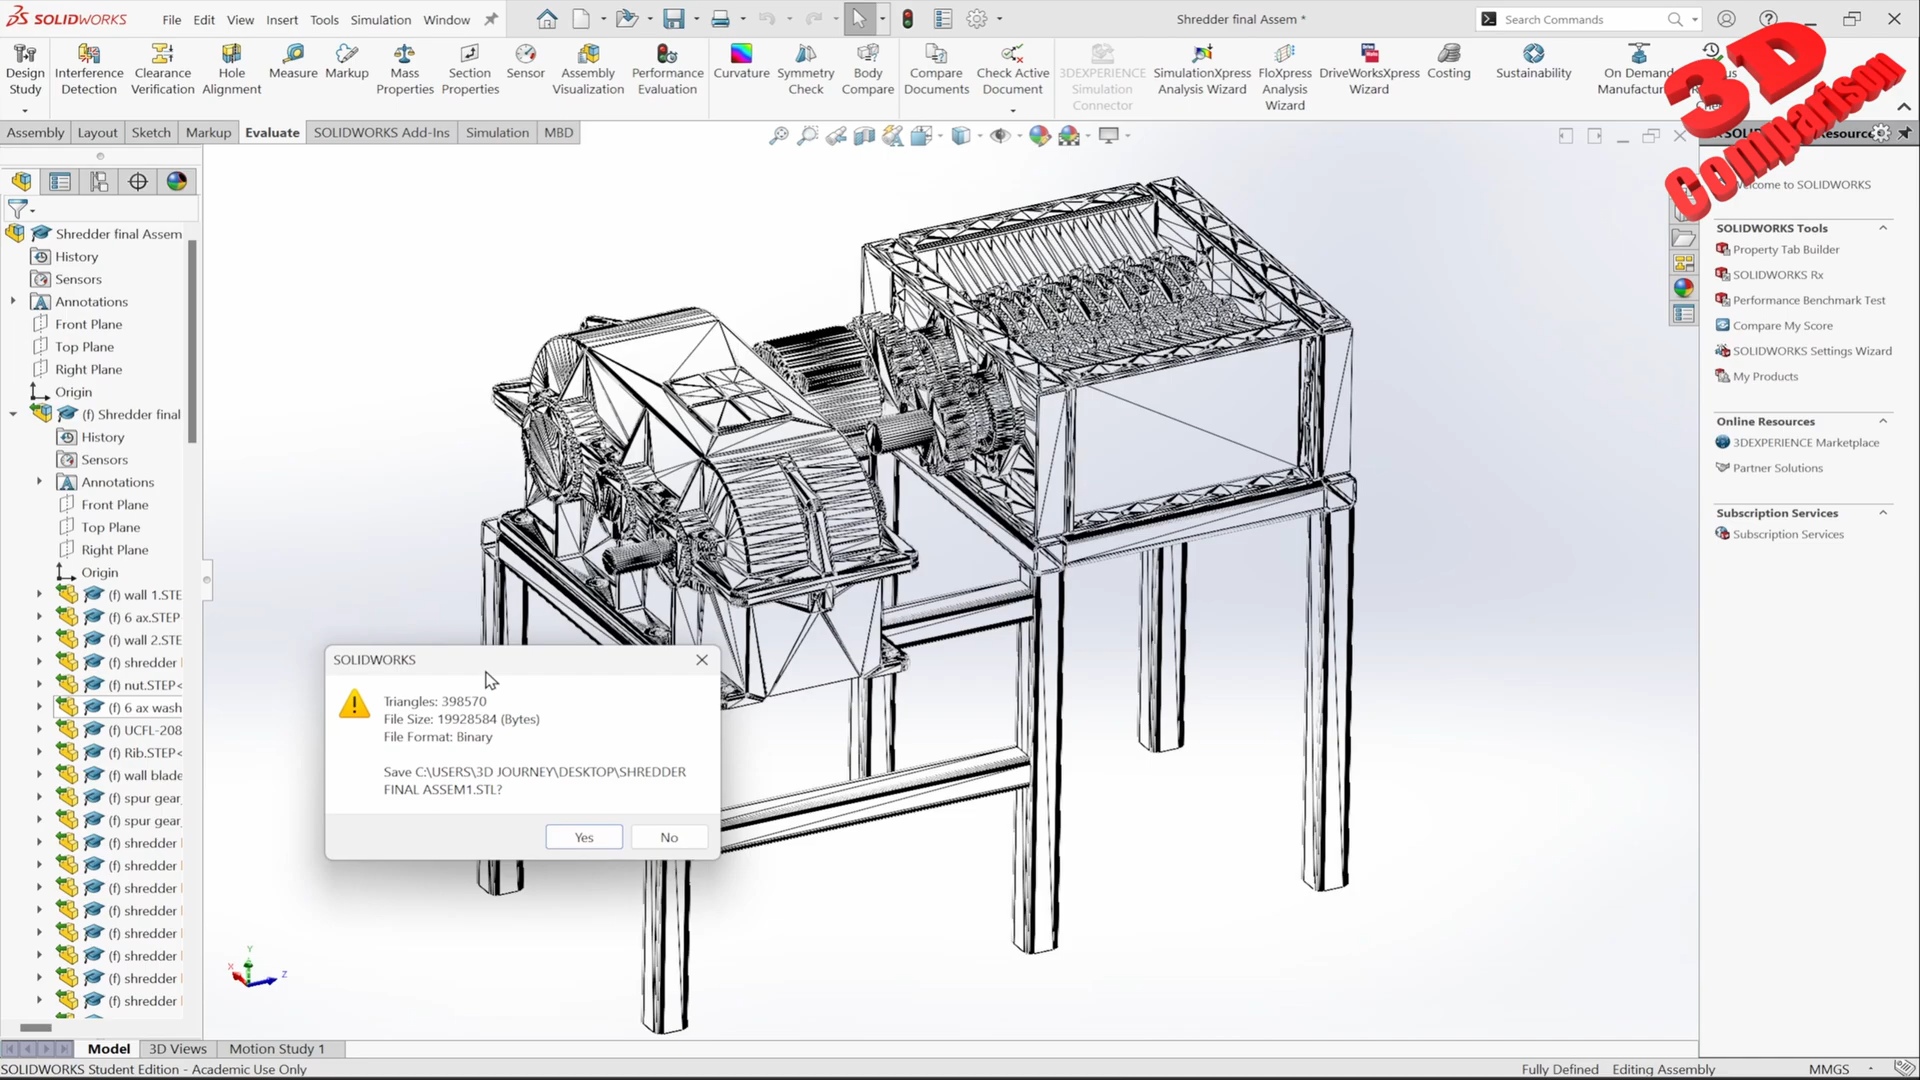 SOLIDWORKS
File Edit View Insert Tools Simulation Window
Shredder final Assem *
Search Commands
Design Study
Interference Detection
Clearance Verification
Hole Alignment
Measure
Markup
Mass Properties
Section Properties
Sensor
Assembly Visualization
Performance Evaluation
Curvature
Symmetry Check
Body Compare
Compare Documents
Check Active Document
3DEXPERIENCE Simulation Connector
SimulationXpress Analysis Wizard
FloXpress Analysis Wizard
DriveWorksXpress Wizard
Costing
Sustainability
On Demand
3D
Comparison
Assembly Layout Sketch Markup Evaluate SOLIDWORKS Add-Ins Simulation MBD
Shredder final Assem
History
Sensors
Annotations
Front Plane
Top Plane
Right Plane
Origin
(f) Shredder final
History
Sensors
Annotations
Front Plane
Top Plane
Right Plane
Origin
(f) wall 1.STE
(f) 6 ax.STEP
(f) wall 2.STE
(f) shredder
(f) nut.STEP<
(f) 6 ax wash
(f) UCFL-208
(f) Rib.STEP<
(f) wall blade
(f) spur gear_
(f) spur gear_
(f) shredder
(f) shredder
(f) shredder
(f) shredder
(f) shredder
(f) shredder
(f) shredder
(f) shredder
SOLIDWORKS
Triangles: 398570
File Size: 19928584 (Bytes)
File Format: Binary
Save C:\USERS\3D JOURNEY\DESKTOP\SHREDDER
FINAL ASSEM1.STL?
Yes No
Y
X
Z
SOLIDWORKS
elcome to SOLIDWORKS
SOLIDWORKS Tools
Property Tab Builder
SOLIDWORKS Rx
Performance Benchmark Test
Compare My Score
SOLIDWORKS Settings Wizard
My Products
Online Resources
3DEXPERIENCE Marketplace
Partner Solutions
Subscription Services
Subscription Services
Model 3D Views Motion Study 1
SOLIDWORKS Student Edition - Academic Use Only
Fully Defined Editing Assembly MMGS